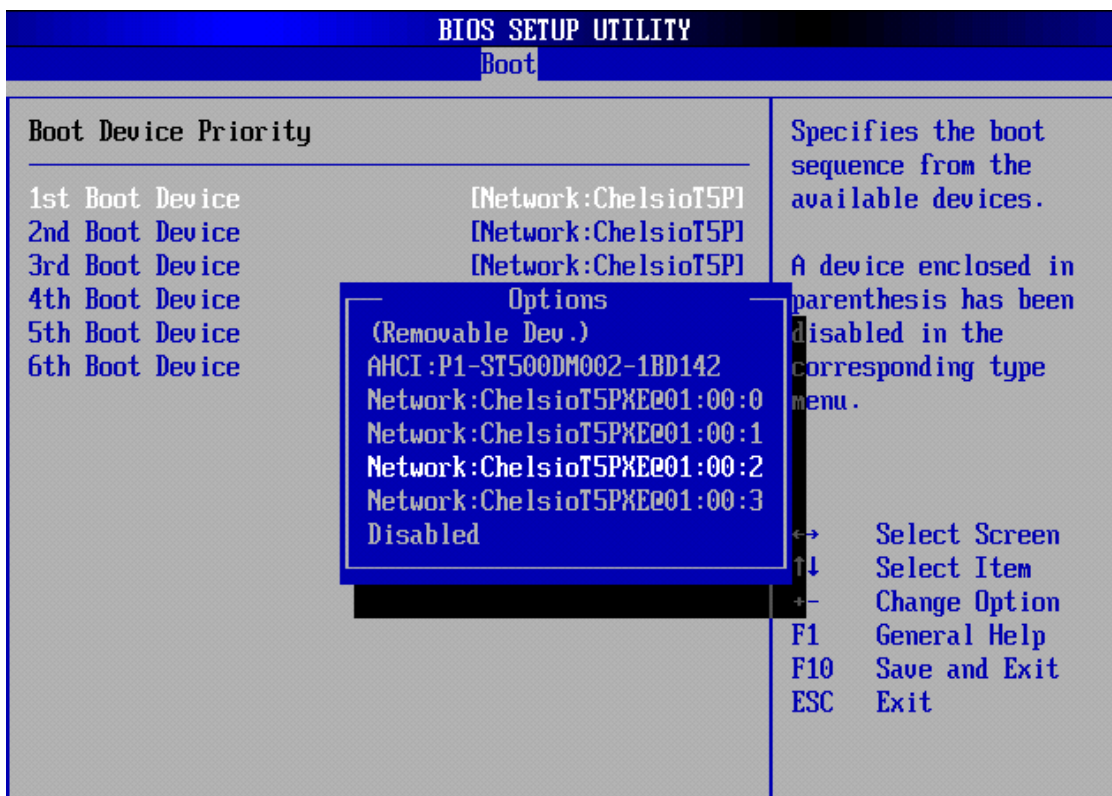 BIOS SETUP UTILITY
Boot
Boot Device Priority
1st Boot Device [Network:ChelsioT5P]
2nd Boot Device [Network:ChelsioT5P]
3rd Boot Device [Network:ChelsioT5P]
4th Boot Device
5th Boot Device
6th Boot Device
Options
(Removable Dev.)
AHCI:P1-ST500DM002-1BD142
Network:ChelsioT5PXE@01:00:0
Network:ChelsioT5PXE@01:00:1
Network:ChelsioT5PXE@01:00:2
Network:ChelsioT5PXE@01:00:3
Disabled
Specifies the boot
sequence from the
available devices.
A device enclosed in
parenthesis has been
disabled in the
corresponding type
menu.
←→ Select Screen
↑↓ Select Item
+- Change Option
F1 General Help
F10 Save and Exit
ESC Exit